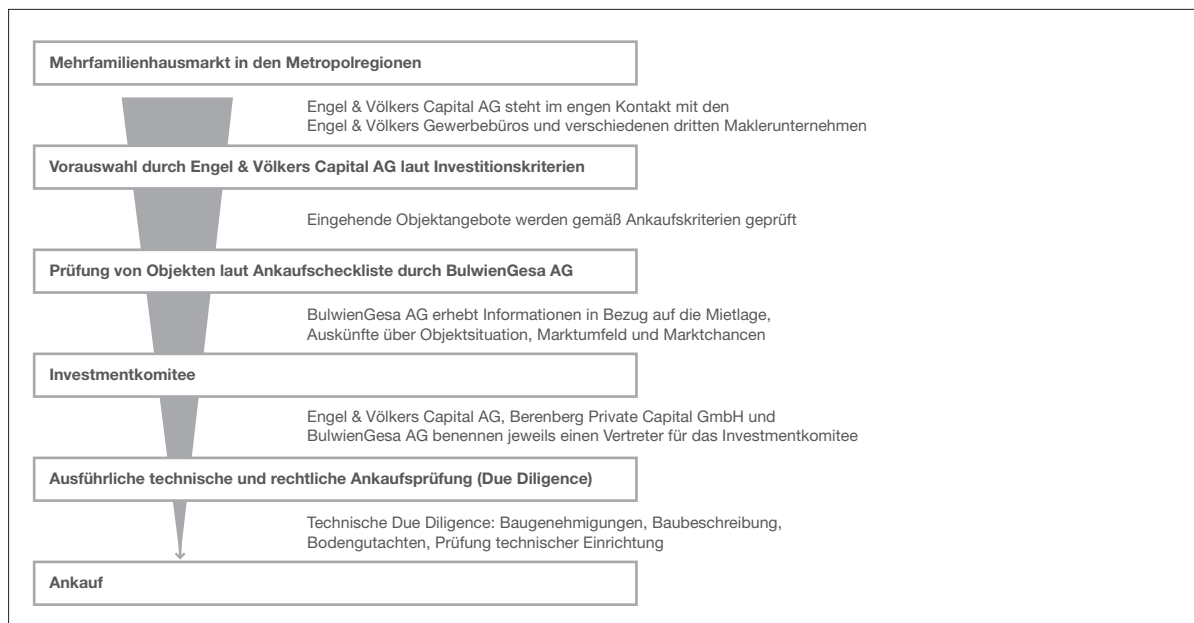 Mehrfamilienhausmarkt in den Metropolregionen
Engel & Völkers Capital AG steht im engen Kontakt mit den
Engel & Völkers Gewerbebüros und verschiedenen dritten Maklerunternehmen
Vorauswahl durch Engel & Völkers Capital AG laut Investitionskriterien
Eingehende Objektangebote werden gemäß Ankaufskriterien geprüft
Prüfung von Objekten laut Ankaufscheckliste durch BulwienGesa AG
BulwienGesa AG erhebt Informationen in Bezug auf die Mietlage,
Auskünfte über Objektsituation, Marktumfeld und Marktchancen
Investmentkomitee
Engel & Völkers Capital AG, Berenberg Private Capital GmbH und
BulwienGesa AG benennen jeweils einen Vertreter für das Investmentkomitee
Ausführliche technische und rechtliche Ankaufsprüfung (Due Diligence)
Technische Due Diligence: Baugenehmigungen, Baubeschreibung,
Bodengutachten, Prüfung technischer Einrichtung
Ankauf